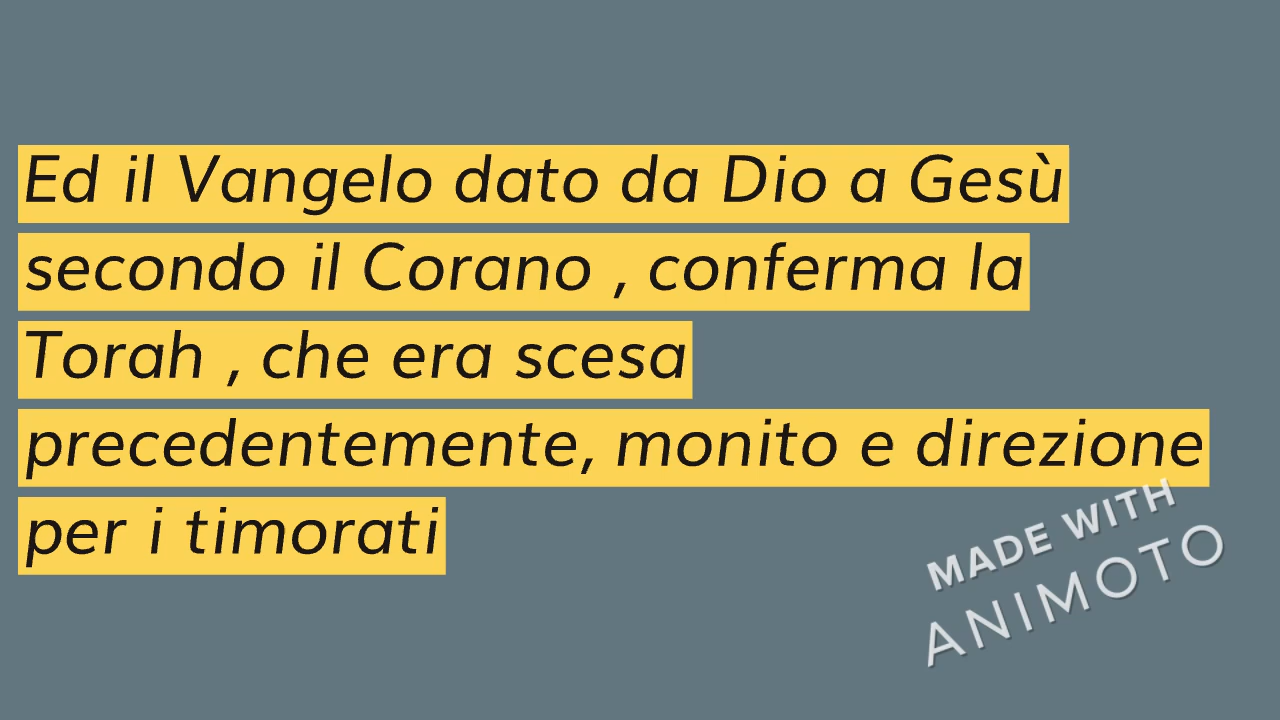 Ed il Vangelo dato da Dio a Gesù
secondo il Corano , conferma la
Torah , che era scesa
precedentemente, monito e direzione
per i timorati
MADE WITH
ANIMOTO